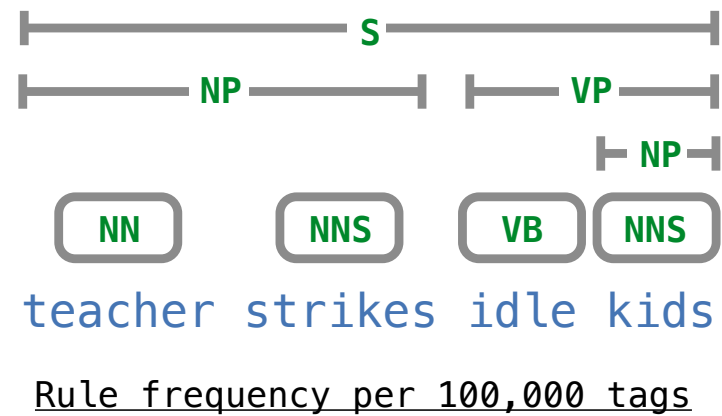 S
NP VP
NP
NN NNS VB NNS
teacher strikes idle kids
Rule frequency per 100,000 tags